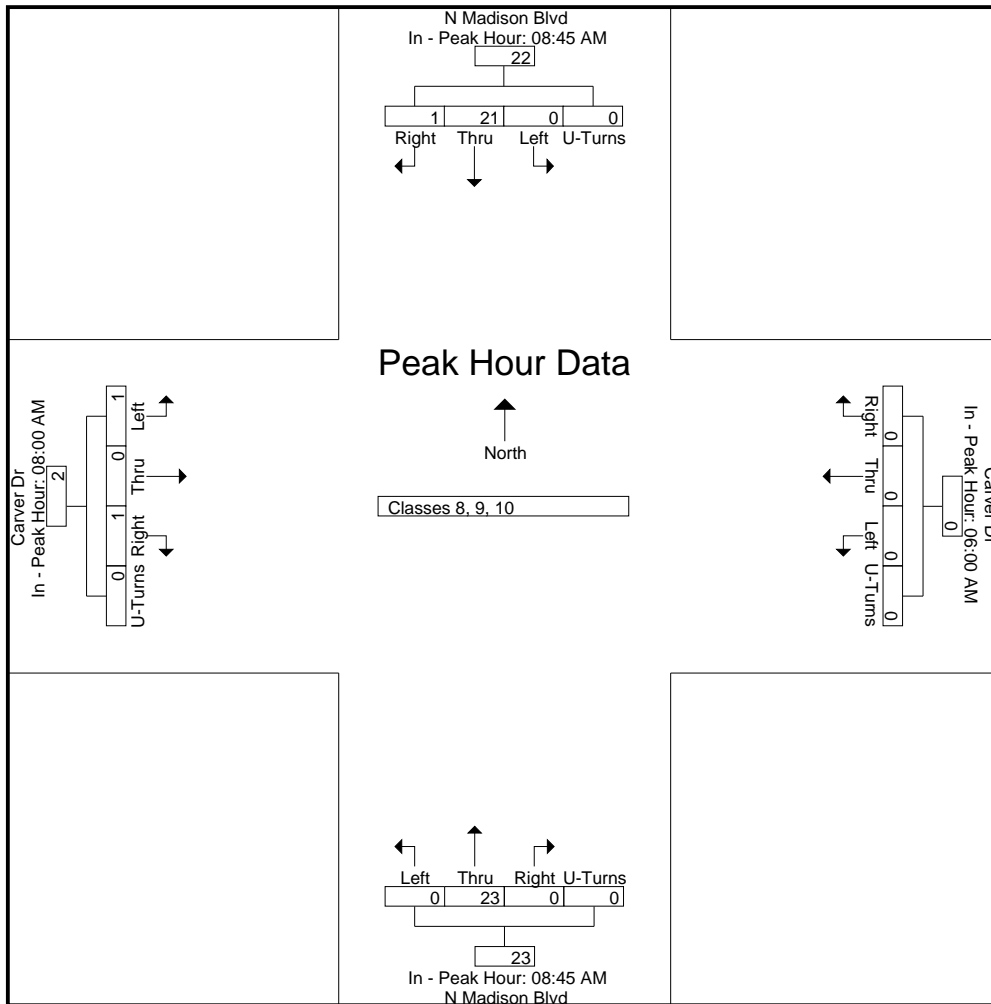 N Madison Blvd
In - Peak Hour: 08:45 AM
22
1 21 0 0
Right Thru Left U-Turns
Peak Hour Data
North
Classes 8, 9, 10
Carver Dr
In - Peak Hour: 08:00 AM
2
1 0 1 0
Left Thru Right U-Turns
Carver Dr
In - Peak Hour: 06:00 AM
0
0 0 0 0
Right Thru Left U-Turns
Left Thru Right U-Turns
0 23 0 0
23
In - Peak Hour: 08:45 AM
N Madison Blvd